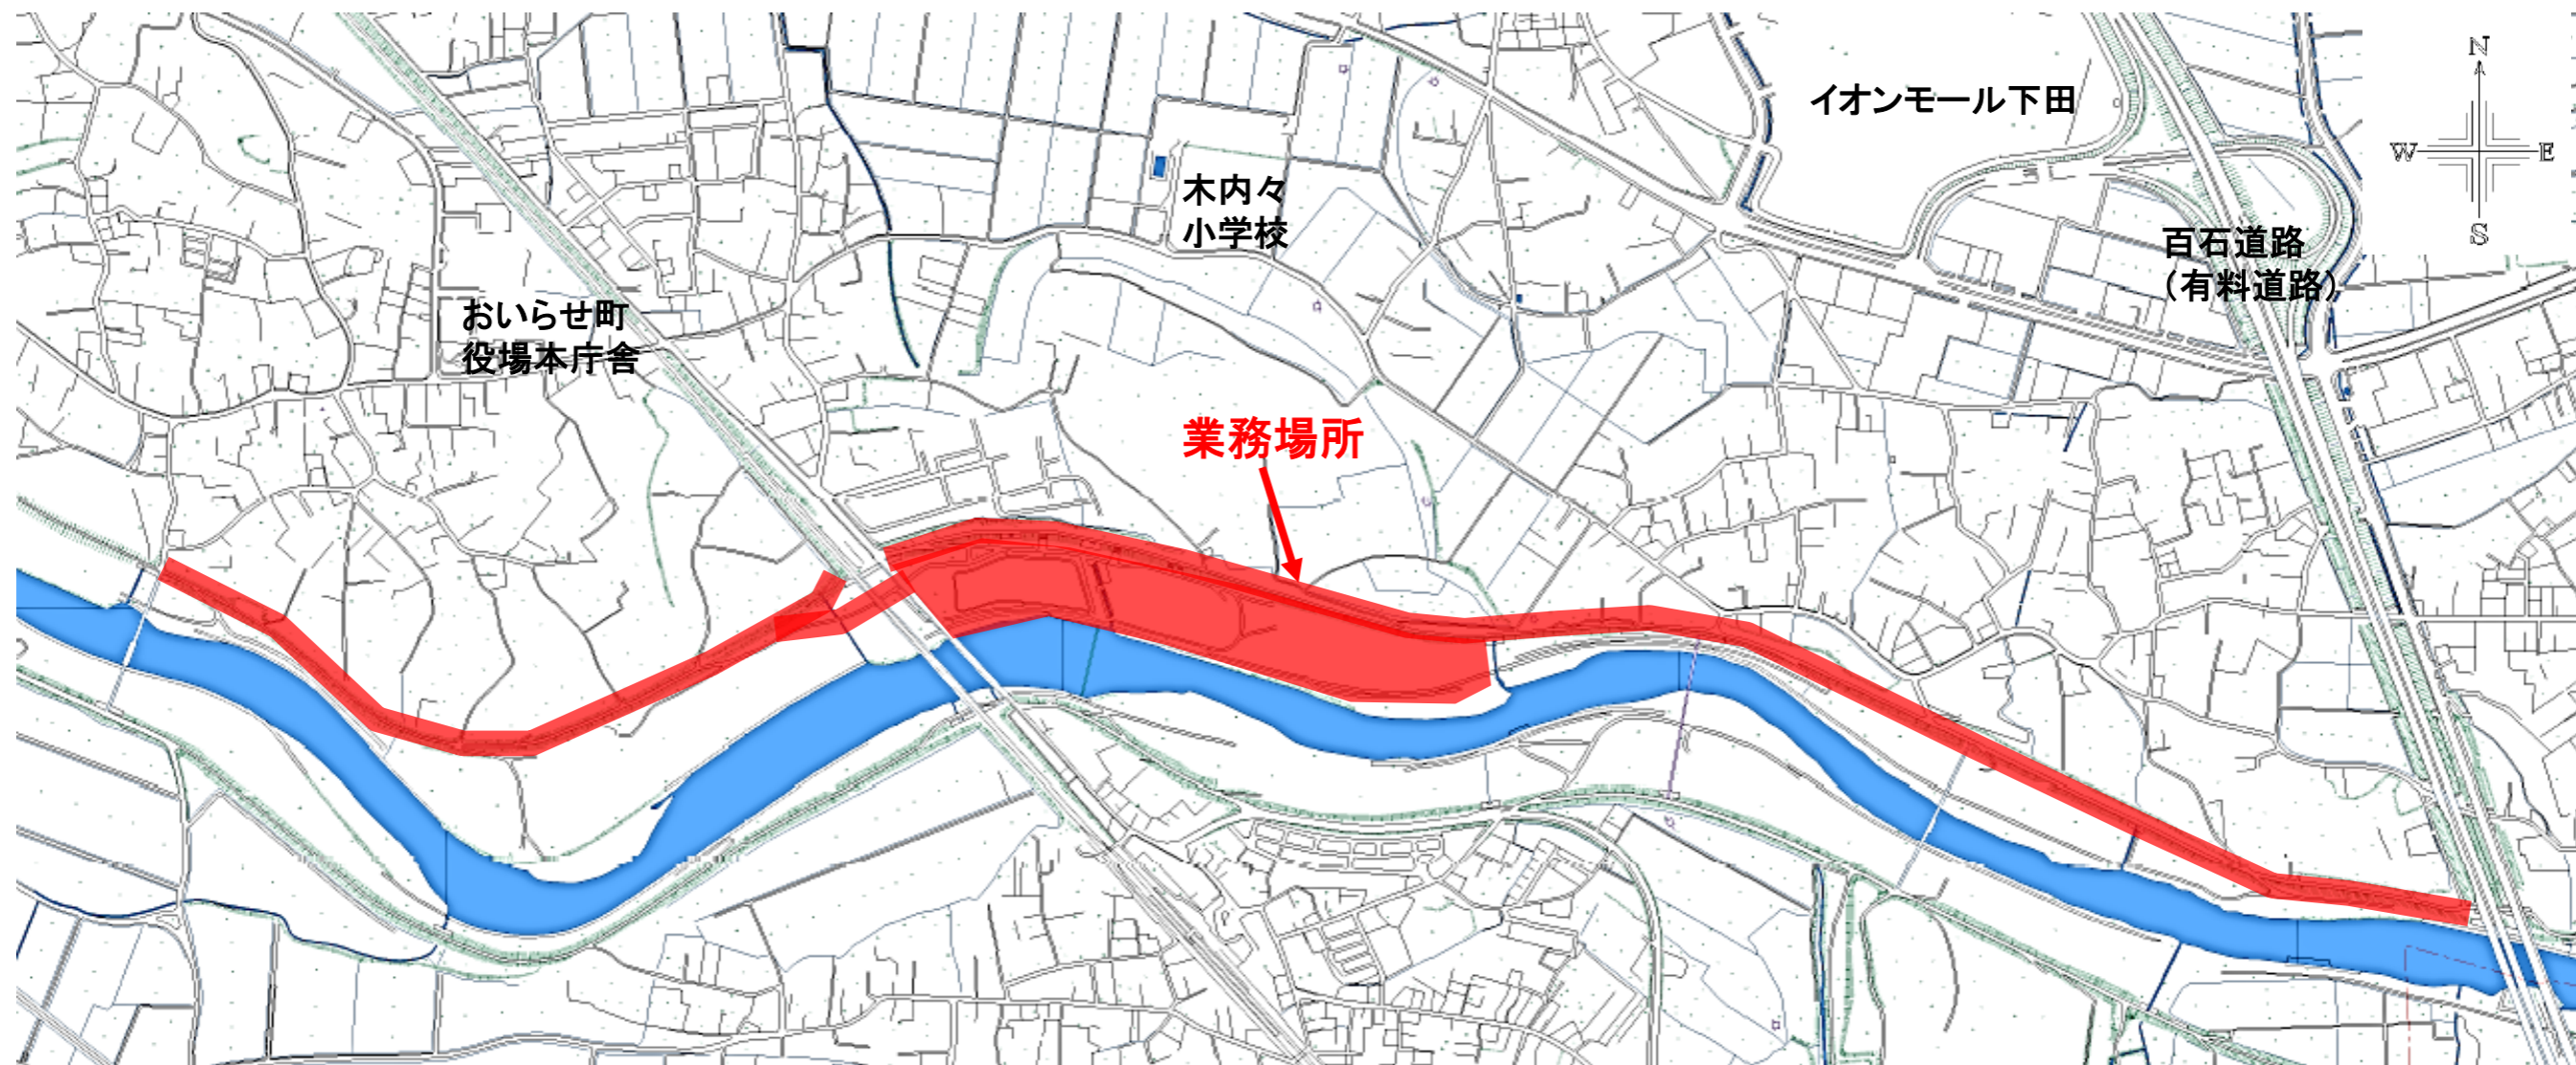 N
W
E
S
イオンモール下田
木内々
小学校
百石道路
(有料道路)
おいらせ町
役場本庁舎
業務場所